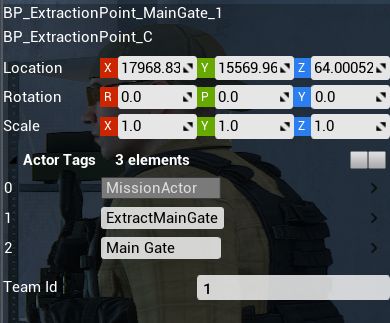 BP_ExtractionPoint_MainGate_1
BP_ExtractionPoint_C
Location X 17968.83 Y 15569.96 Z 64.00052
Rotation R 0.0 P 0.0 Y 0.0
Scale X 1.0 Y 1.0 Z 1.0
Actor Tags 3 elements
0 MissionActor
1 ExtractMainGate
2 Main Gate
Team Id 1